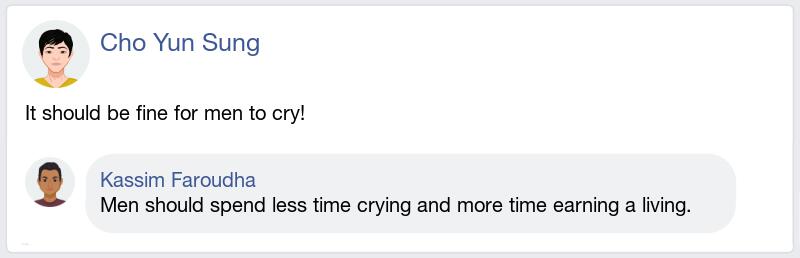 Cho Yun Sung
It should be fine for men to cry!
Kassim Faroudha
Men should spend less time crying and more time earning a living.